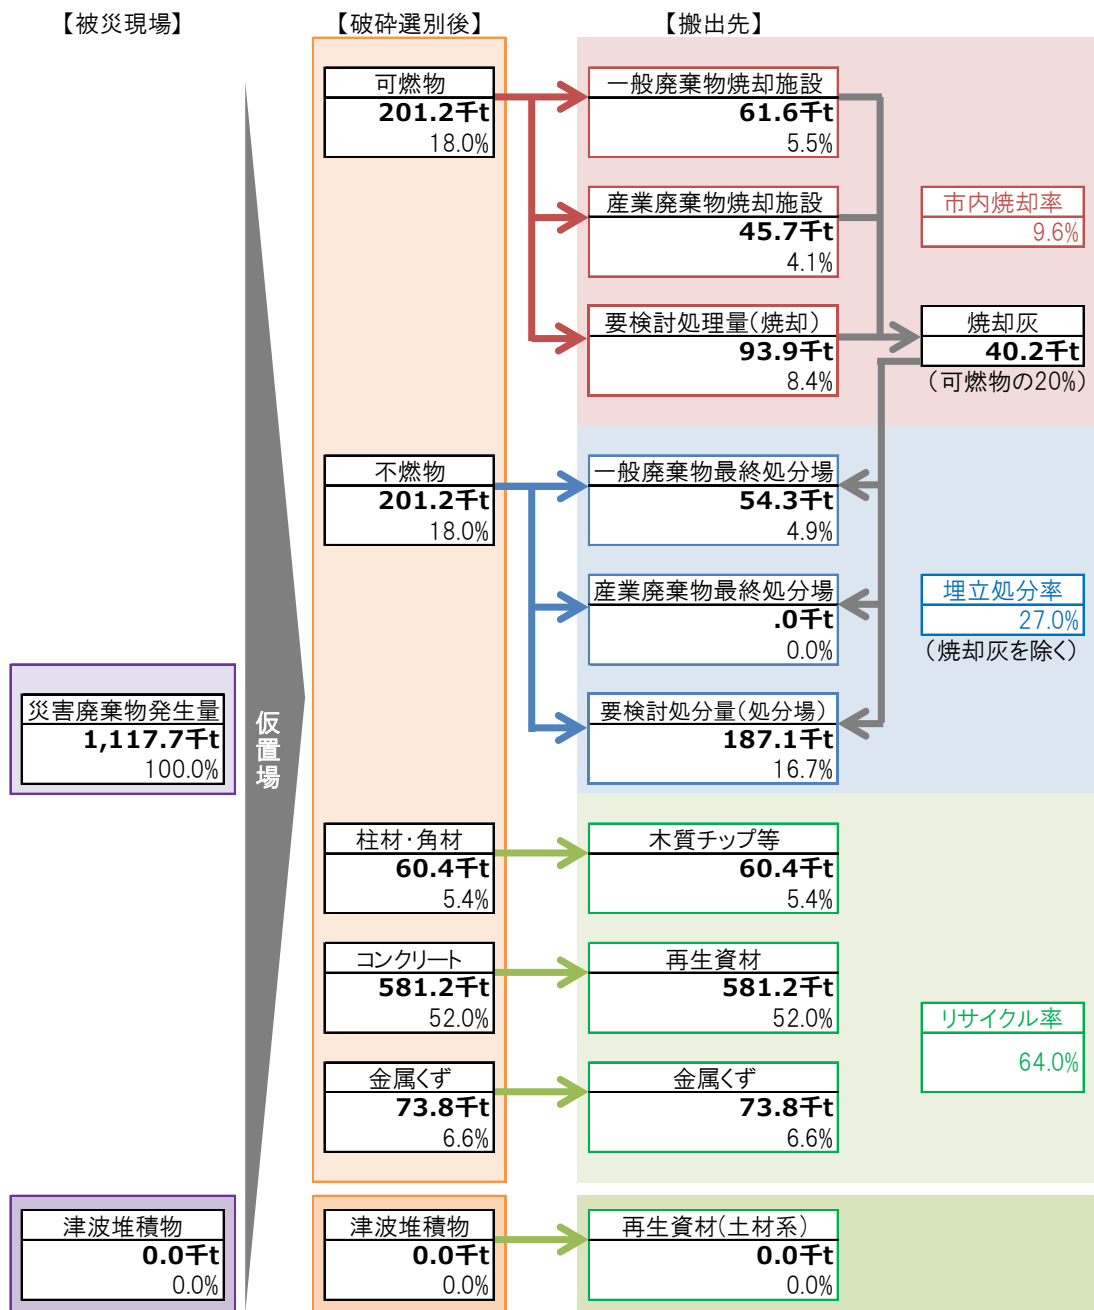 【被災現場】
【破砕選別後】
【搬出先】
可燃物
201.2千t
18.0%
一般廃棄物焼却施設
61.6千t
5.5%
産業廃棄物焼却施設
45.7千t
4.1%
市内焼却率
9.6%
要検討処理量(焼却)
93.9千t
8.4%
焼却灰
40.2千t
(可燃物の20%)
不燃物
201.2千t
18.0%
一般廃棄物最終処分場
54.3千t
4.9%
産業廃棄物最終処分場
.0千t
0.0%
埋立処分率
27.0%
(焼却灰を除く)
災害廃棄物発生量
1,117.7千t
100.0%
仮置場
要検討処分量(処分場)
187.1千t
16.7%
柱材・角材
60.4千t
5.4%
木質チップ等
60.4千t
5.4%
コンクリート
581.2千t
52.0%
再生資材
581.2千t
52.0%
リサイクル率
64.0%
金属くず
73.8千t
6.6%
金属くず
73.8千t
6.6%
津波堆積物
0.0千t
0.0%
津波堆積物
0.0千t
0.0%
再生資材(土材系)
0.0千t
0.0%